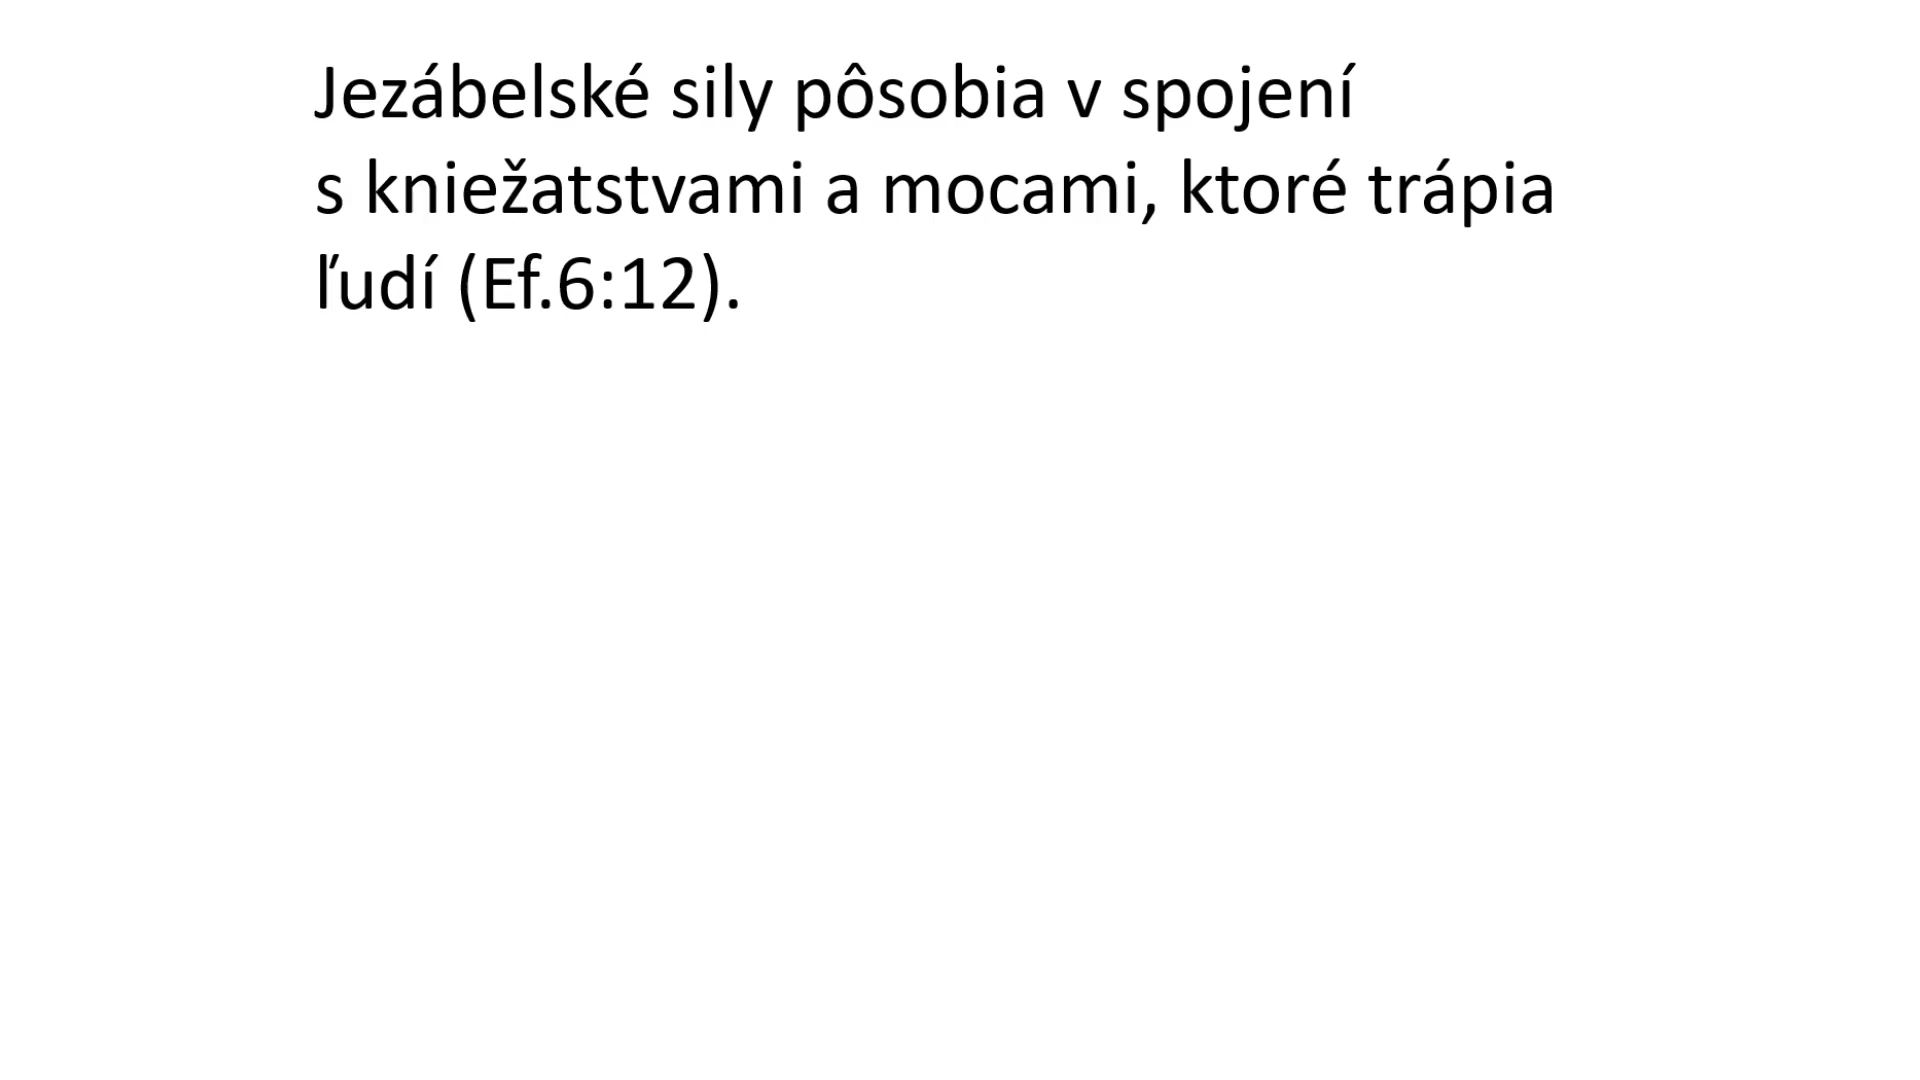 Jezábelské sily pôsobia v spojení
s kniežatstvami a mocami, ktoré trápia
ľudí (Ef.6:12).